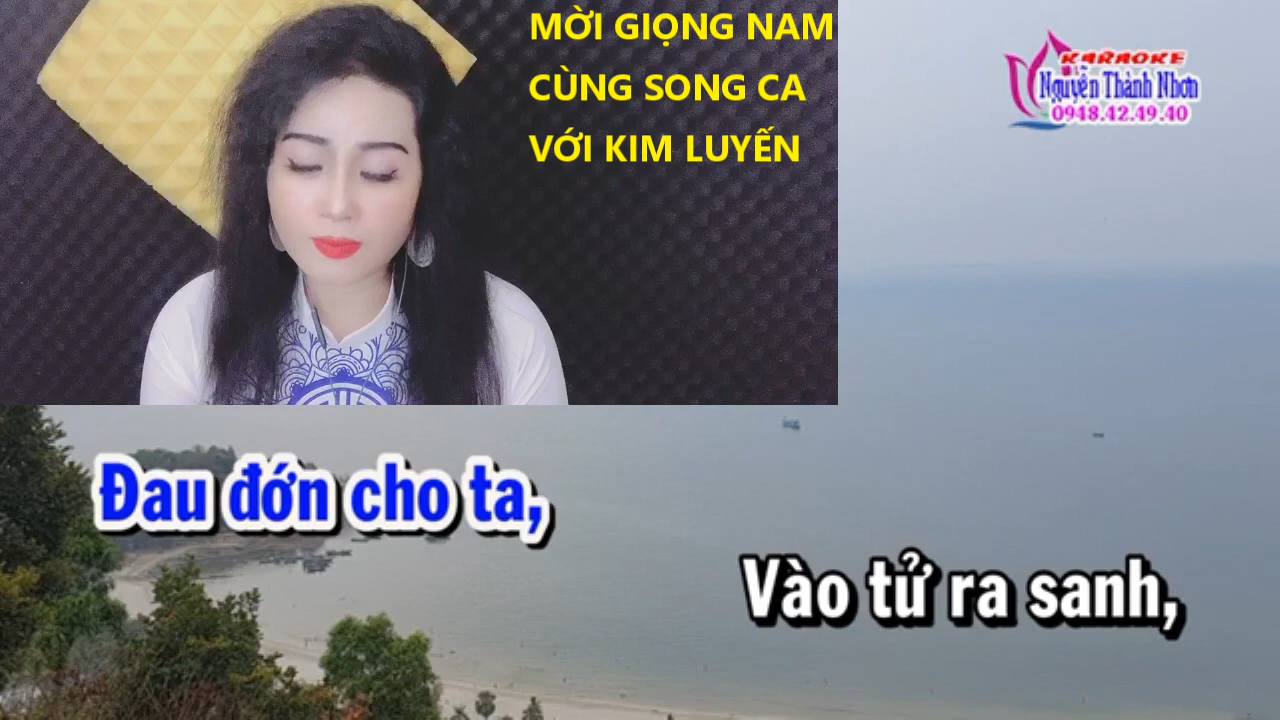 MỜI GIỌNG NAM
CÙNG SONG CA
VỚI KIM LUYẾN
KARAOKE
Nguyễn Thành Nhơn
0948.42.49.40
Đau đớn cho ta,
Vào tử ra sanh,